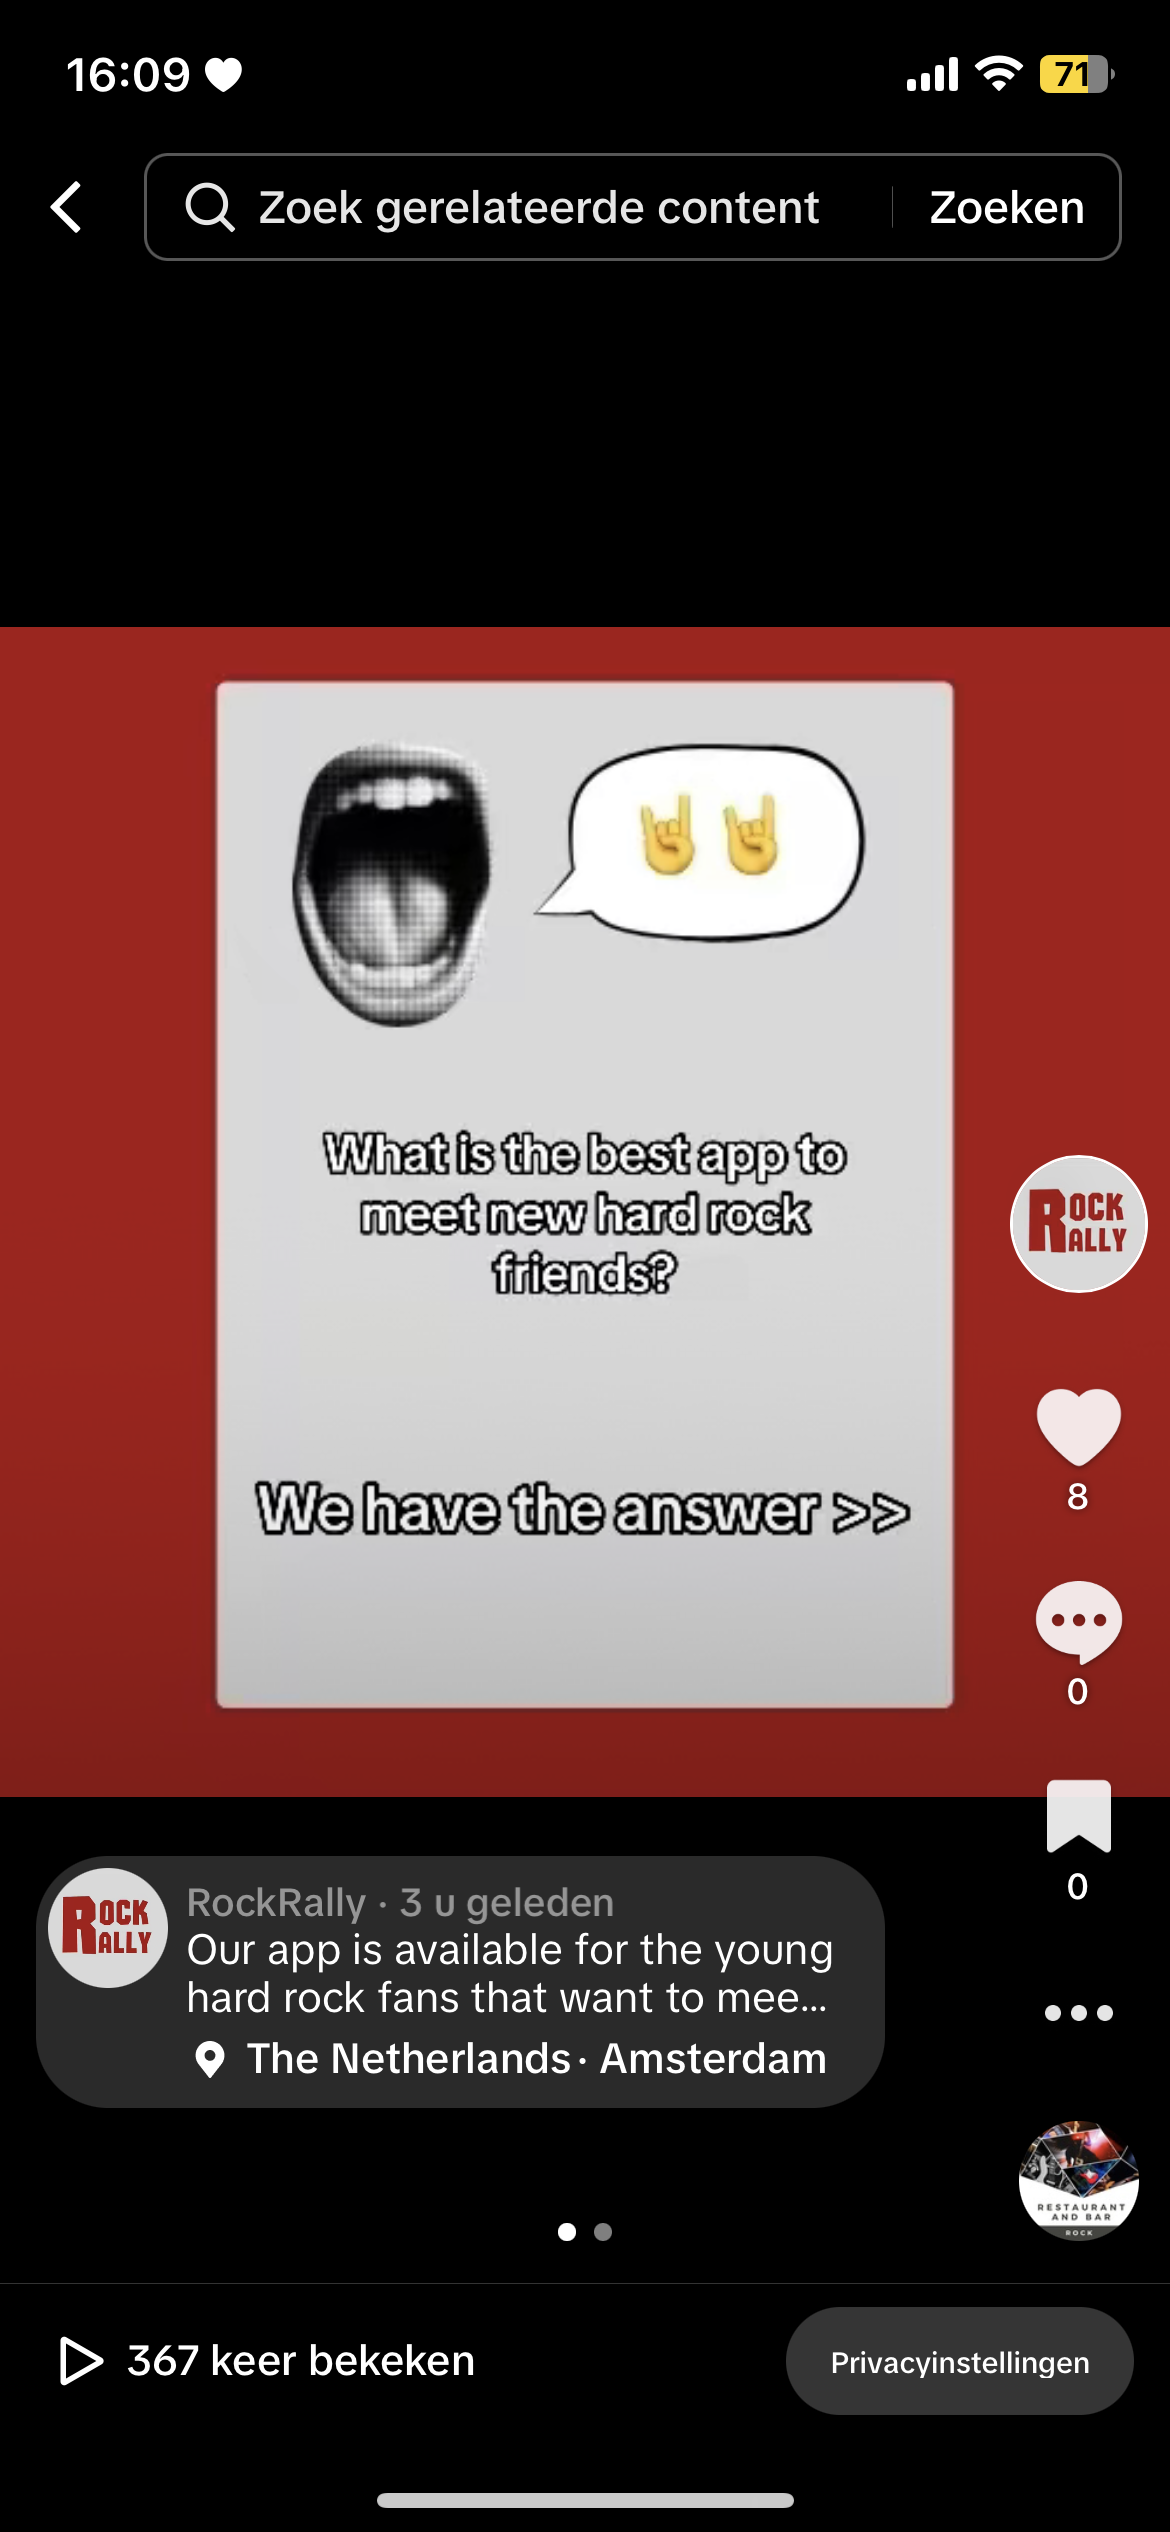 16:09
71
Zoek gerelateerde content
Zoeken
What is the best app to
meet new hard rock
friends?
We have the answer >>
ROCK
RALLY
8
0
0
ROCK
RALLY
RockRally · 3 u geleden
Our app is available for the young
hard rock fans that want to mee...
The Netherlands · Amsterdam
RESTAURANT
AND BAR
ROCK
367 keer bekeken
Privacyinstellingen